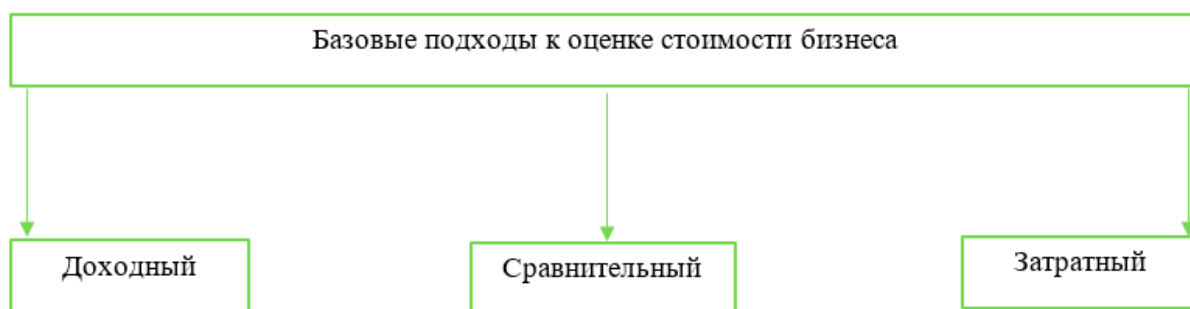 Базовые подходы к оценке стоимости бизнеса
Доходный
Сравнительный
Затратный